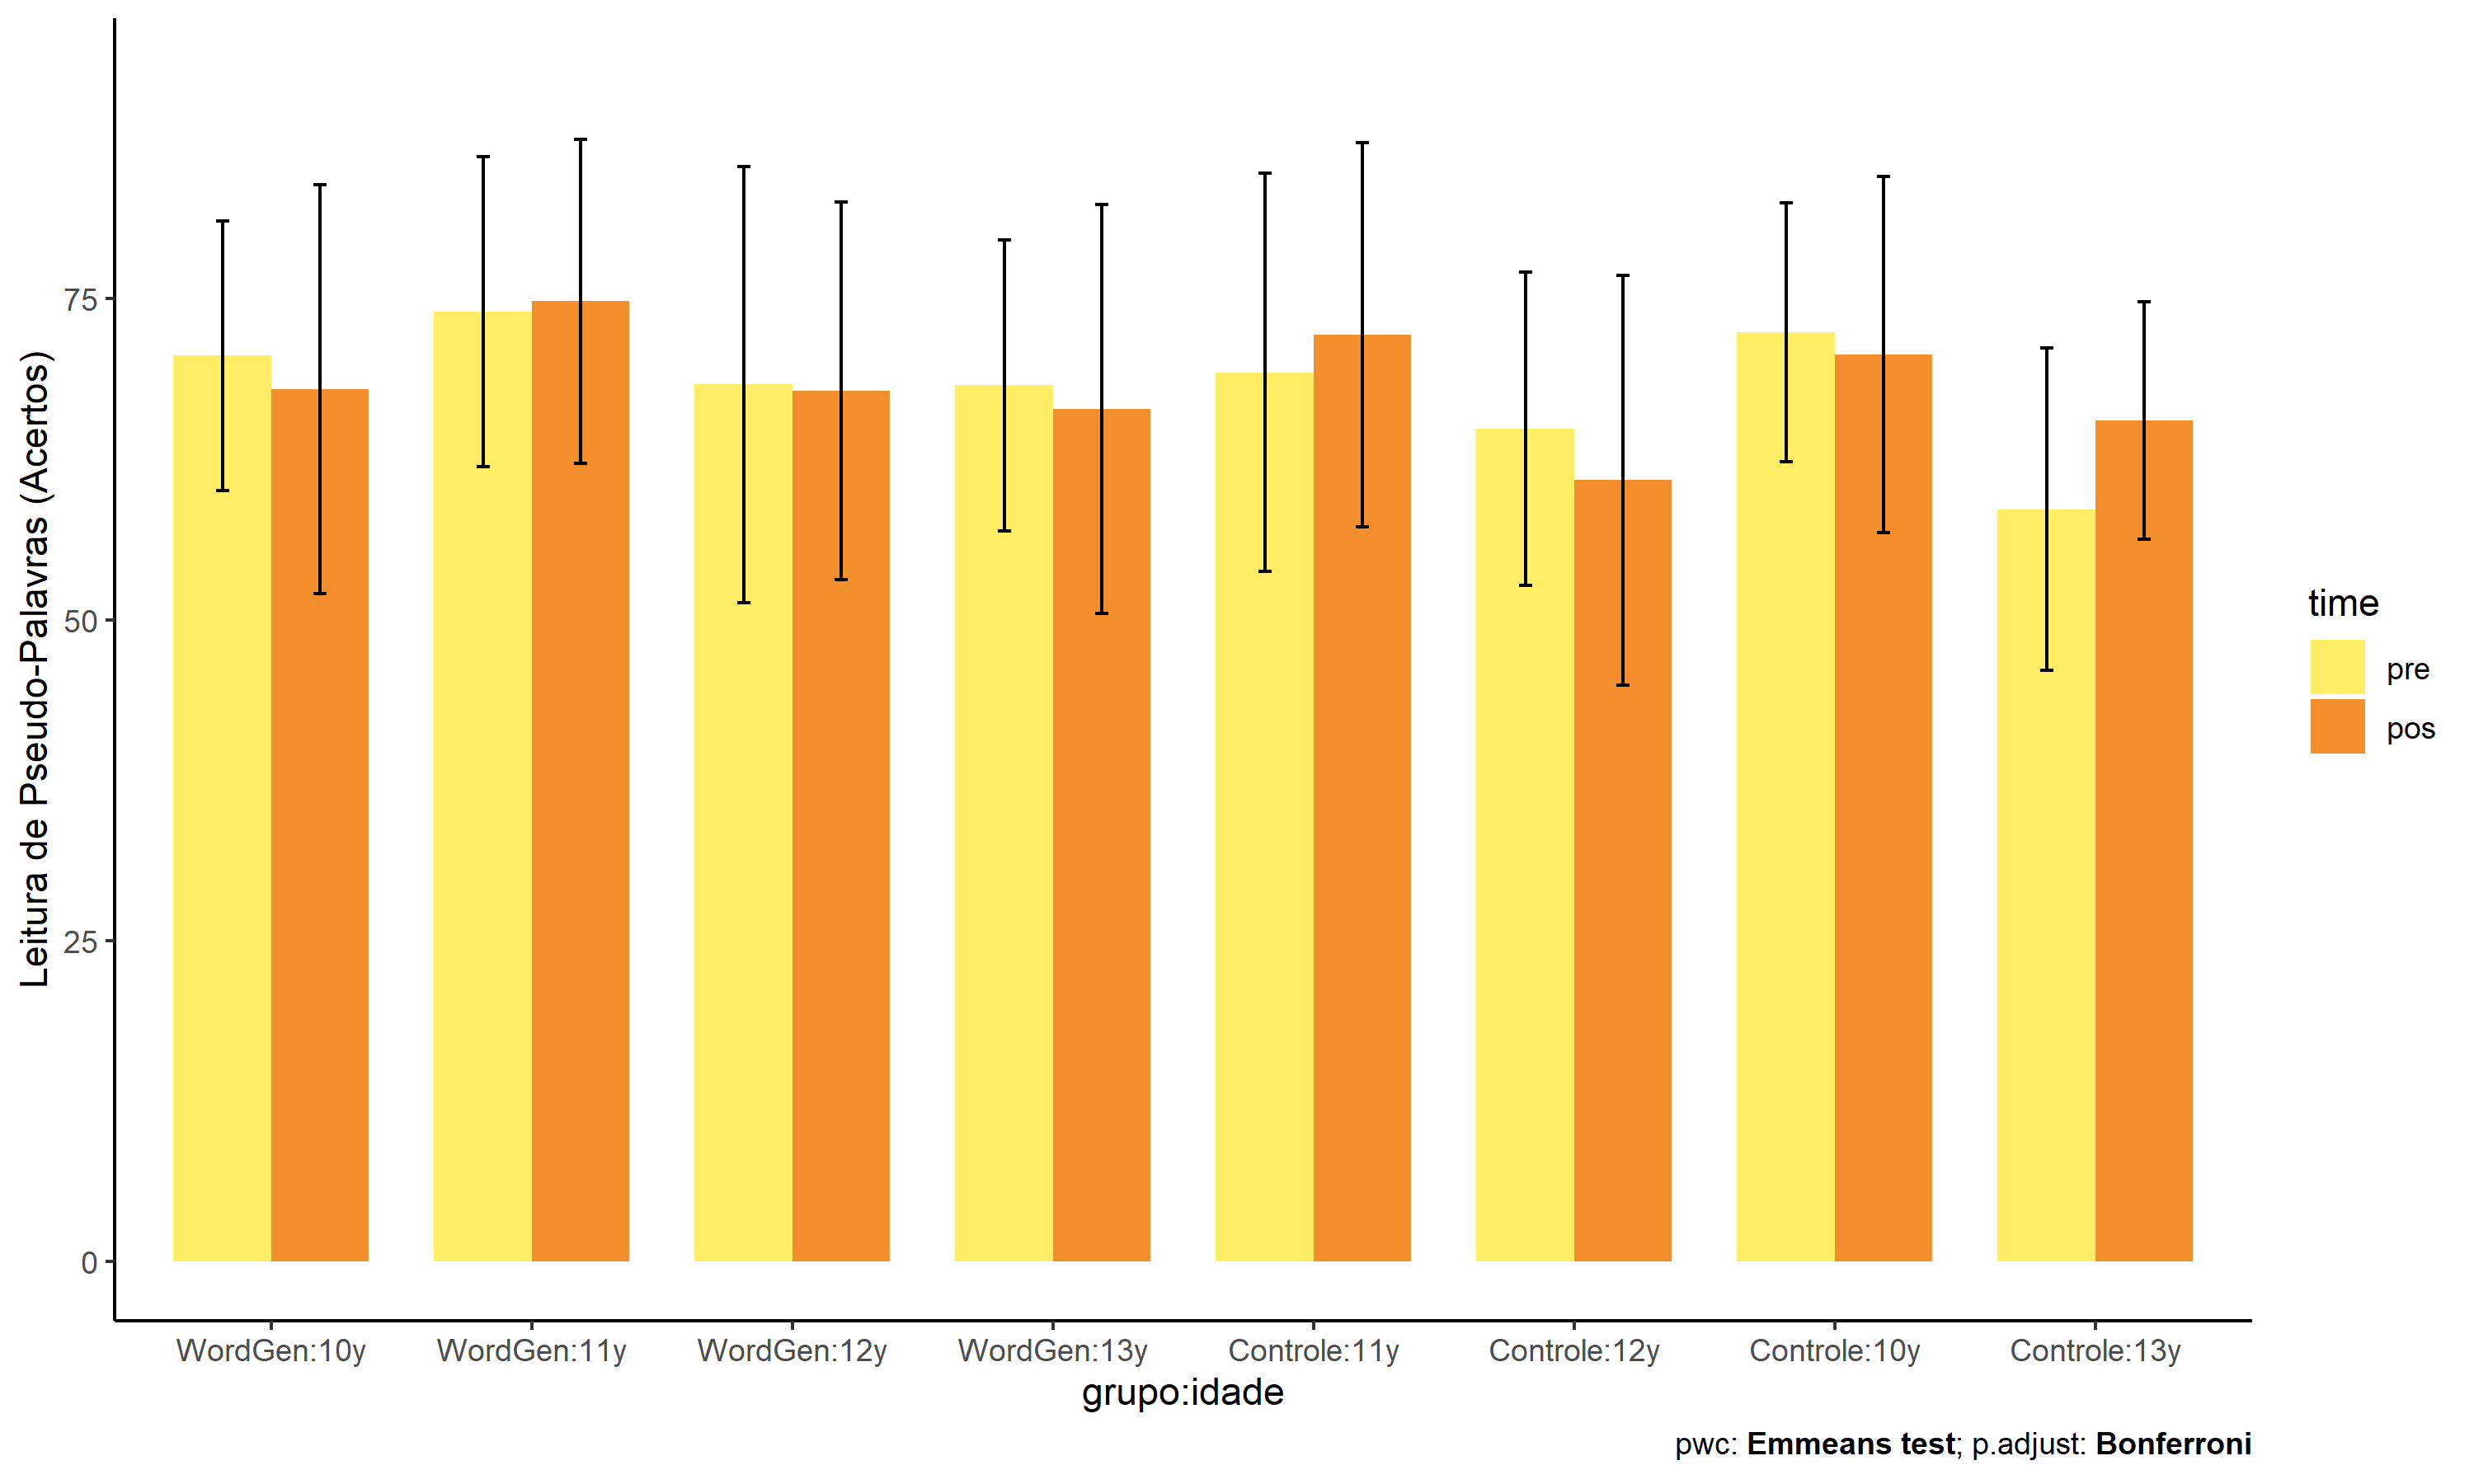 Leitura de Pseudo-Palavras (Acertos)
75
50
25
0
WordGen:10y
WordGen:11y
WordGen:12y
WordGen:13y
Controle:11y
Controle:12y
Controle:10y
Controle:13y
grupo:idade
time
pre
pos
pwc: Emmeans test; p.adjust: Bonferroni